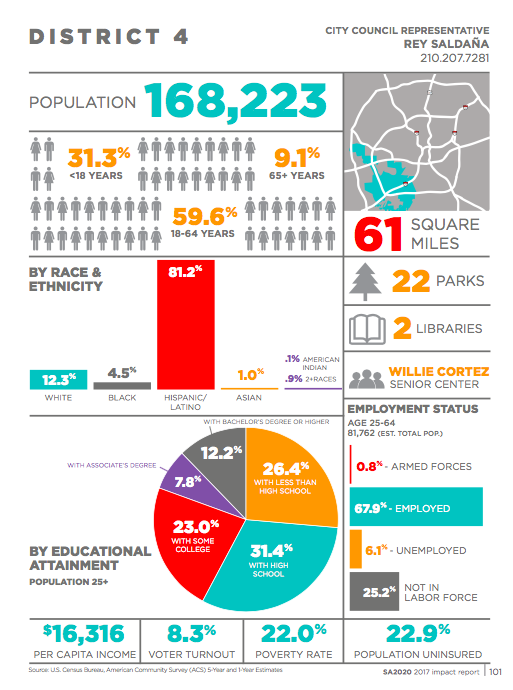 DISTRICT 4
CITY COUNCIL REPRESENTATIVE
REY SALDAÑA
210.207.7281
POPULATION 168,223
31.3%
<18 YEARS
9.1%
65+ YEARS
59.6%
18-64 YEARS
61 SQUARE
MILES
22 PARKS
2 LIBRARIES
WILLIE CORTEZ
SENIOR CENTER
BY RACE &
ETHNICITY
81.2%
12.3%
4.5%
1.0%
.1% AMERICAN
INDIAN
.9% 2+RACES
WHITE
BLACK
HISPANIC/
LATINO
ASIAN
EMPLOYMENT STATUS
AGE 25-64
81,762 (EST. TOTAL POP.)
0.8% - ARMED FORCES
67.9% - EMPLOYED
6.1% - UNEMPLOYED
25.2% NOT IN
LABOR FORCE
WITH BACHELOR'S DEGREE OR HIGHER
12.2%
WITH ASSOCIATE'S DEGREE
7.8%
26.4%
WITH LESS THAN
HIGH SCHOOL
23.0%
WITH SOME
COLLEGE
31.4%
WITH HIGH
SCHOOL
BY EDUCATIONAL
ATTAINMENT
POPULATION 25+
$16,316
PER CAPITA INCOME
8.3%
VOTER TURNOUT
22.0%
POVERTY RATE
22.9%
POPULATION UNINSURED
Source: U.S. Census Bureau, American Community Survey (ACS) 5-Year and 1-Year Estimates
SA2020 2017 impact report | 101